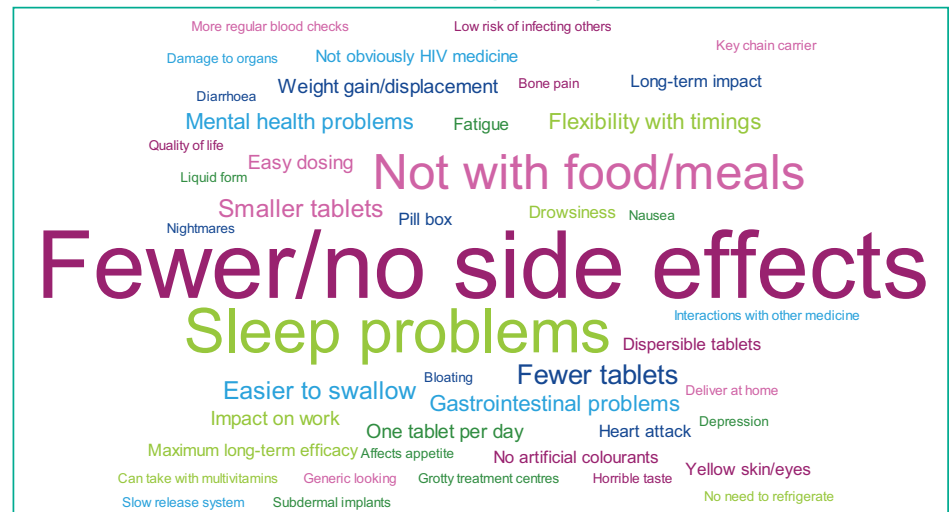 More regular blood checks
Low risk of infecting others
Key chain carrier
Damage to organs
Not obviously HIV medicine
Weight gain/displacement
Bone pain
Long-term impact
Diarrhoea
Mental health problems
Fatigue
Flexibility with timings
Quality of life
Easy dosing
Not with food/meals
Liquid form
Smaller tablets
Pill box
Drowsiness
Nausea
Nightmares
Fewer/no side effects
Sleep problems
Interactions with other medicine
Dispersible tablets
Bloating
Fewer tablets
Easier to swallow
Gastrointestinal problems
Deliver at home
Impact on work
One tablet per day
Heart attack
Depression
Maximum long-term efficacy
Affects appetite
No artificial colourants
Yellow skin/eyes
Can take with multivitamins
Generic looking
Grotty treatment centres
Horrible taste
No need to refrigerate
Slow release system
Subdermal implants